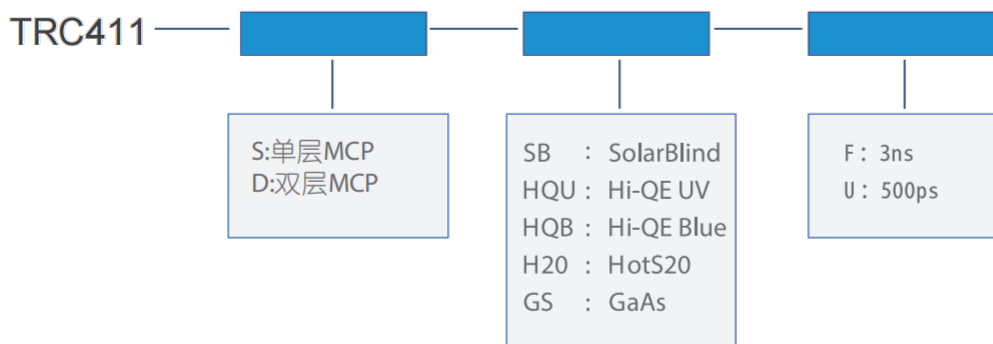 TRC411
S:单层MCP
D:双层MCP
SB : SolarBlind
HQU : Hi-QE UV
HQB : Hi-QE Blue
H20 : HotS20
GS : GaAs
F: 3ns
U: 500ps